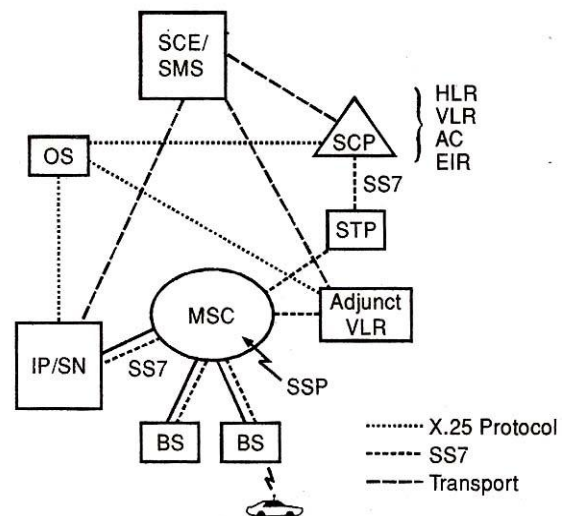 SCE/
SMS
HLR
VLR
AC
EIR
SCP
OS
SS7
STP
MSC
Adjunct
VLR
IP/SN
SS7
SSP
BS
BS
X.25 Protocol
SS7
Transport